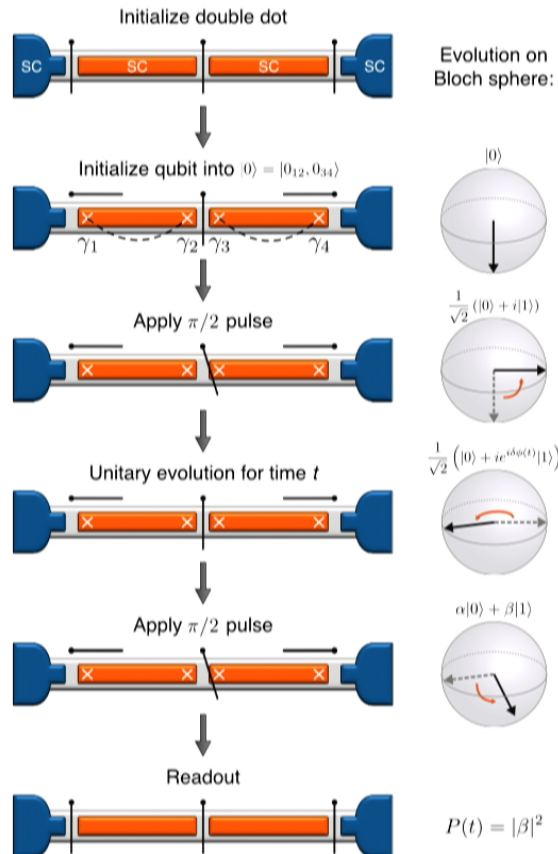 Initialize double dot
SC SC SC SC
Evolution on
Bloch sphere:
Initialize qubit into |0⟩ = |0₁₂, 0₃₄⟩
|0⟩
γ₁ γ₂ γ₃ γ₄
Apply π/2 pulse
1/√2 (|0⟩ + i|1⟩)
Unitary evolution for time t
1/√2 (|0⟩ + ie^{iδϕ(t)}|1⟩)
Apply π/2 pulse
α|0⟩ + β|1⟩
Readout
P(t) = |β|²